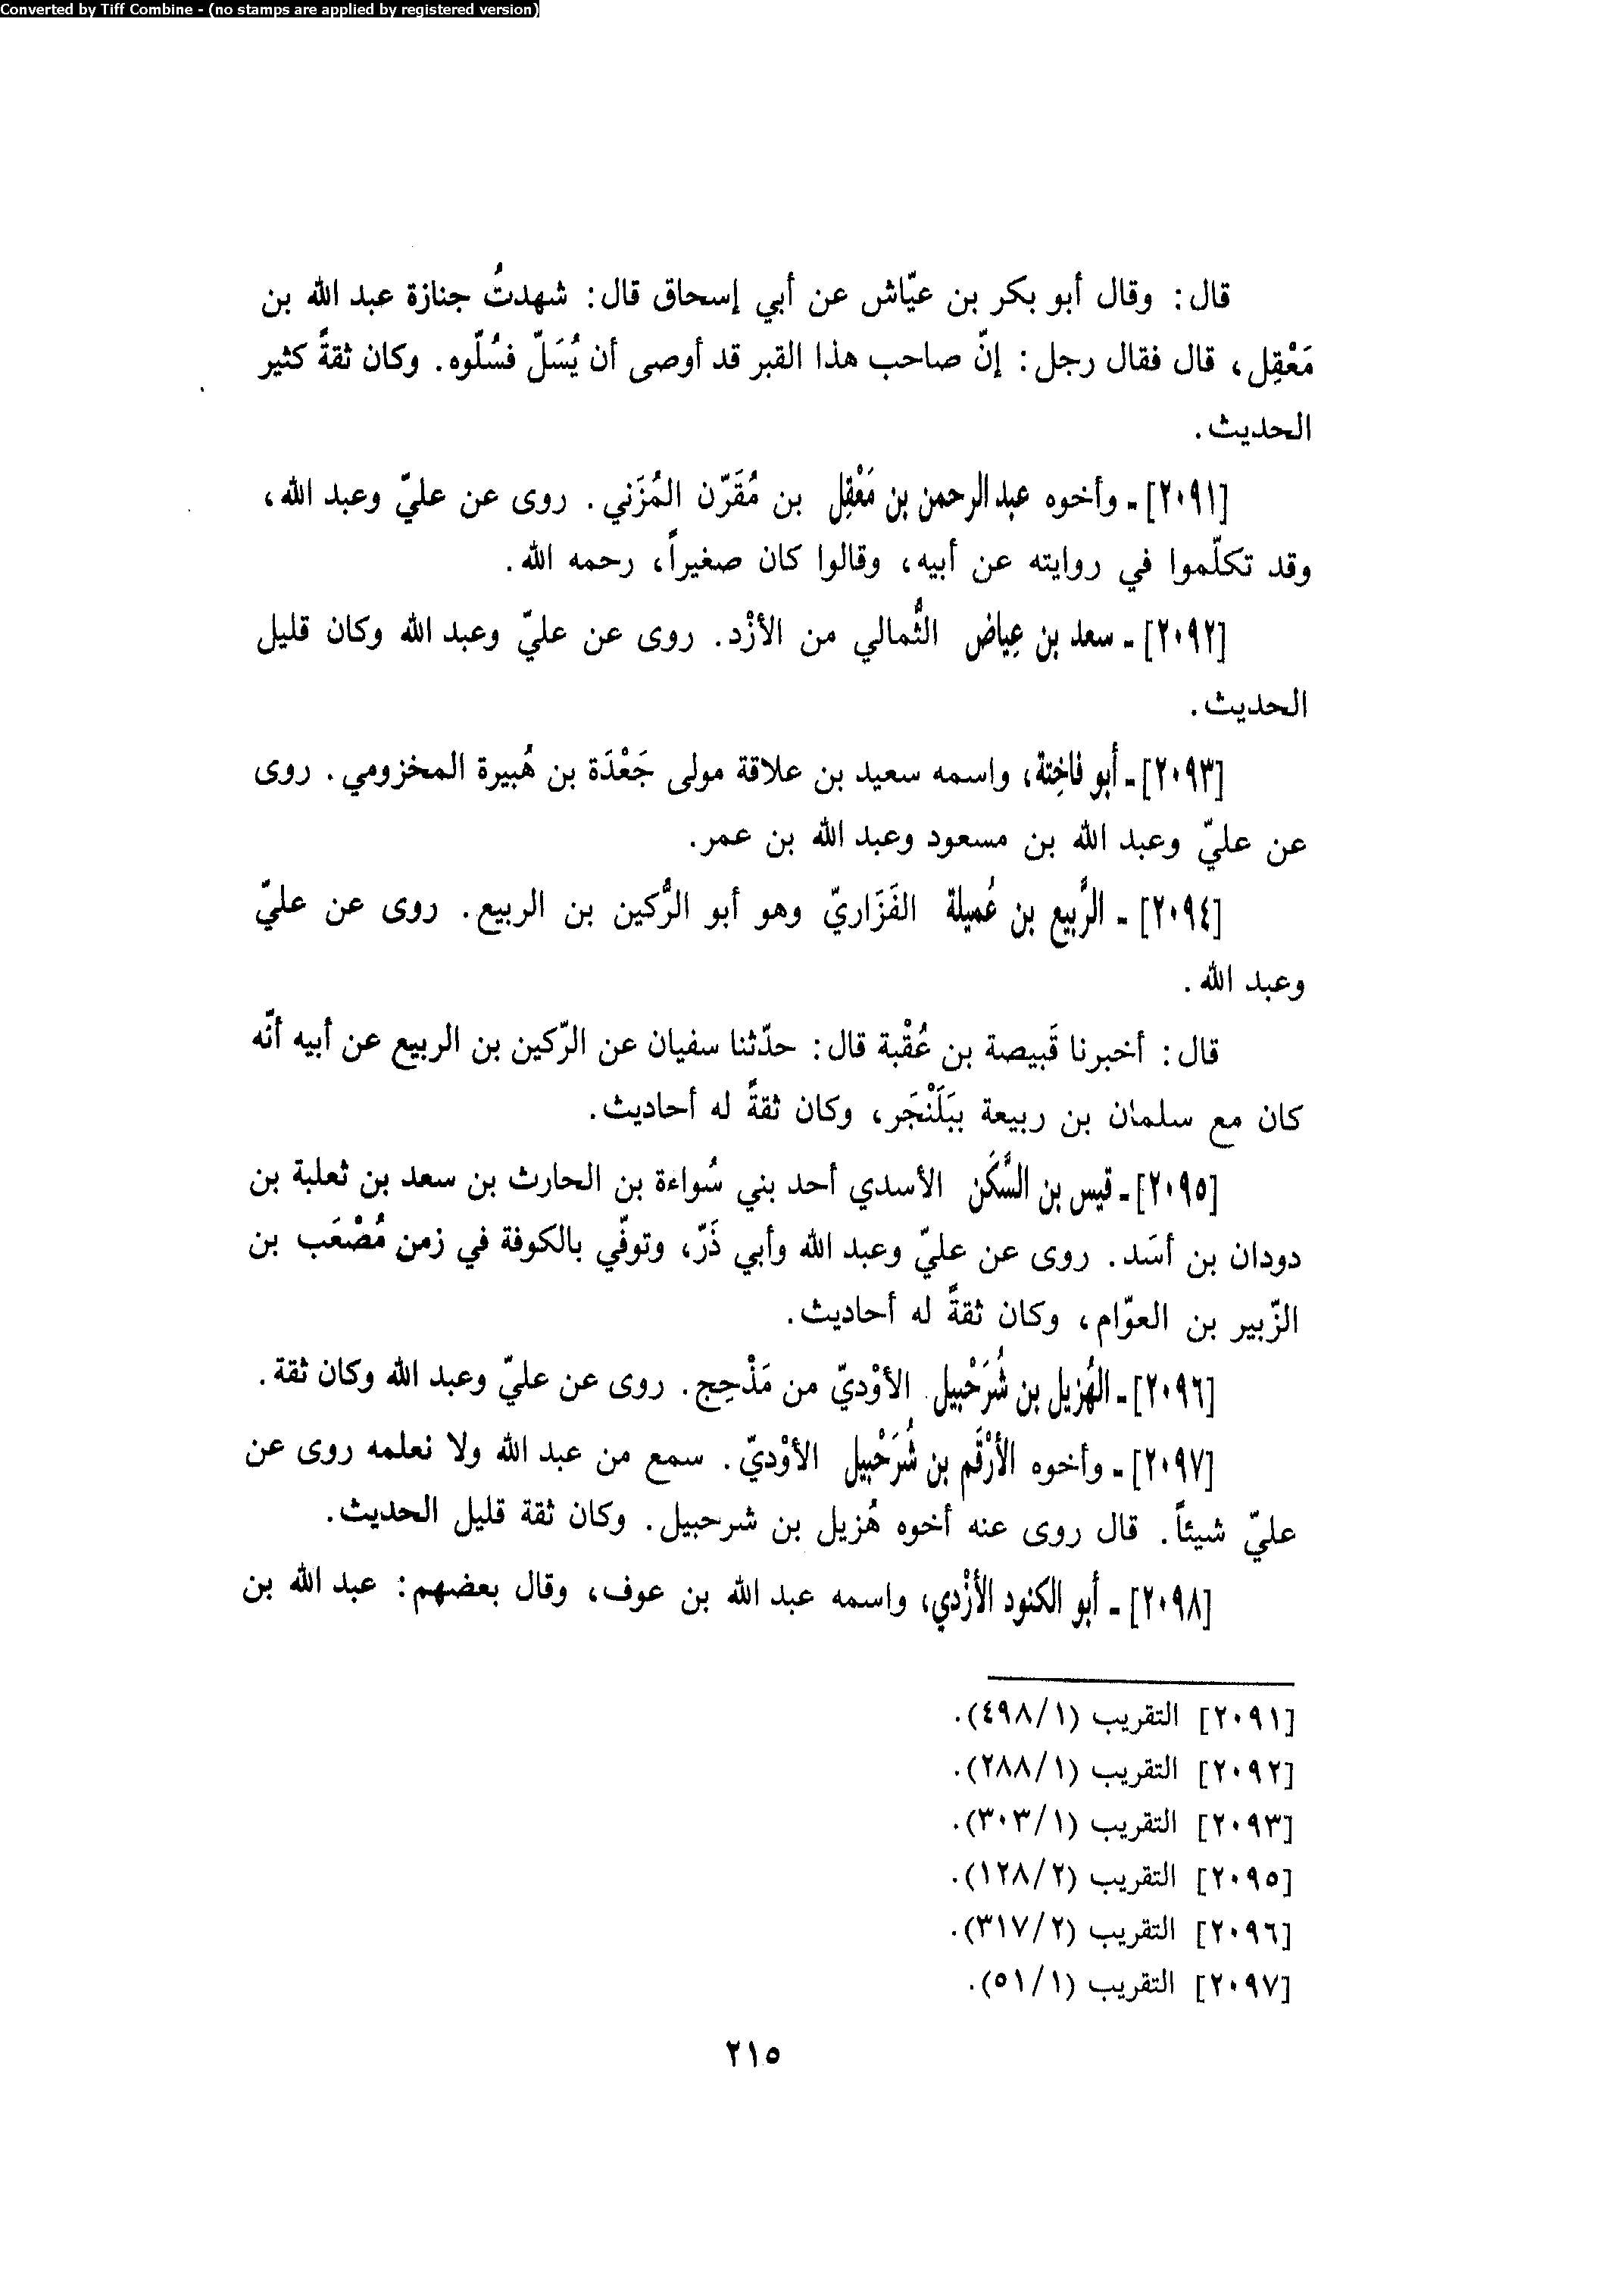 Converted by Tiff Combine - (no stamps are applied by registered version)
قال: وقال أبو بكر بن عيّاش عن أبي إسحاق قال: شهدتُ جنازة عبد الله بن
مَعْقِل، قال فقال رجل: إنّ صاحب هذا القبر قد أوصى أن يُسَلّ فسُلّوه. وكان ثقةً كثير
الحديث.
[٢٠٩١] - وأخوه عبد الرحمن بن مَعْقِل بن مُقَرّن المُزَني. روى عن عليّ وعبد الله،
وقد تكلّموا في روايته عن أبيه، وقالوا كان صغيراً، رحمه الله.
[٢٠٩٢] - سعد بن عِياض الثُّمالي من الأزْد. روى عن عليّ وعبد الله وكان قليل
الحديث.
[٢٠٩٣] - أبو فاخِتة، واسمه سعيد بن علاقة مولى جَعْدَة بن هُبيرة المخزومي. روى
عن عليّ وعبد الله بن مسعود وعبد الله بن عمر.
[٢٠٩٤] - الرَّبيع بن عُميلة الفَزَاريّ وهو أبو الرُّكين بن الربيع. روى عن عليّ
وعبد الله.
قال: أخبرنا قَبيصة بن عُقْبة قال: حدّثنا سفيان عن الرّكين بن الربيع عن أبيه أنّه
كان مع سلمان بن ربيعة ببَلَنْجَر، وكان ثقةً له أحاديث.
[٢٠٩٥] - قيس بن السَّكَن الأسدي أحد بني سُواءة بن الحارث بن سعد بن ثعلبة بن
دودان بن أسَد. روى عن عليّ وعبد الله وأبي ذَرّ، وتوفّي بالكوفة في زمن مُصْعَب بن
الزّبير بن العوّام، وكان ثقةً له أحاديث.
[٢٠٩٦] - الهُزيل بن شُرَحْبيل الأوْديّ من مَذْحِج. روى عن عليّ وعبد الله وكان ثقة.
[٢٠٩٧] - وأخوه الأرْقَم بن شُرَحْبيل الأوْديّ. سمع من عبد الله ولا نعلمه روى عن
عليّ شيئاً. قال روى عنه أخوه هُزيل بن شرحبيل. وكان ثقة قليل الحديث.
[٢٠٩٨] - أبو الكنود الأزْدي، واسمه عبد الله بن عوف، وقال بعضهم: عبد الله بن
[٢٠٩١] التقريب (٤٩٨/١).
[٢٠٩٢] التقريب (٢٨٨/١).
[٢٠٩٣] التقريب (٣٠٣/١).
[٢٠٩٥] التقريب (١٢٨/٢).
[٢٠٩٦] التقريب (٣١٧/٢).
[٢٠٩٧] التقريب (٥١/١).
٢١٥